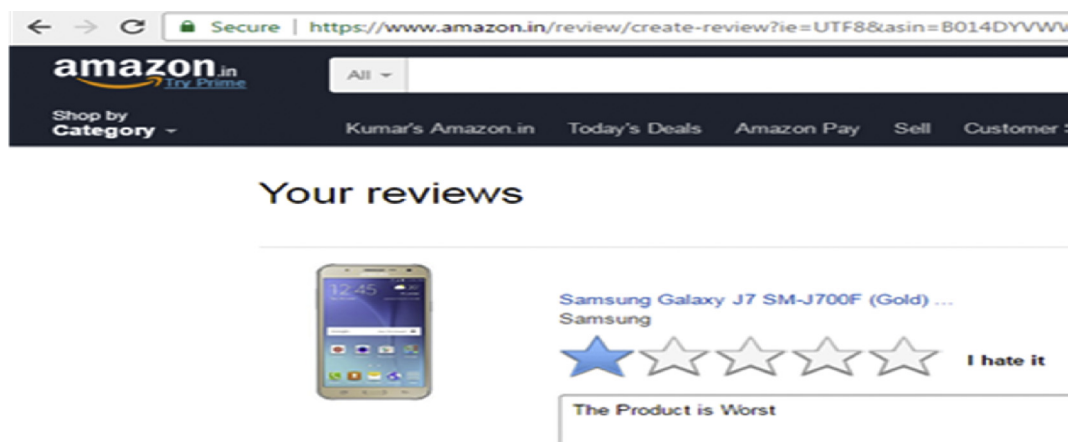 Secure | https://www.amazon.in/review/create-review?ie=UTF8&asin=B014DYVW
amazon.in
Try Prime
All
Shop by
Category
Kumar's Amazon.in Today's Deals Amazon Pay Sell Customer
Your reviews
12:45
Samsung Galaxy J7 SM-J700F (Gold) ...
Samsung
I hate it
The Product is Worst